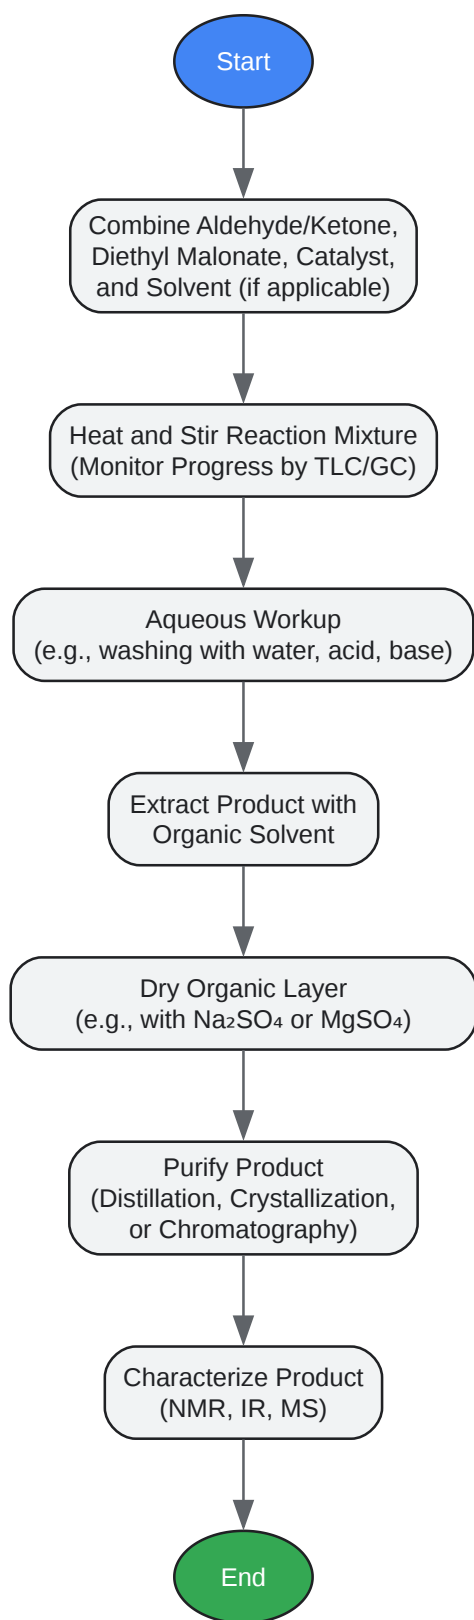 Start
Combine Aldehyde/Ketone,
Diethyl Malonate, Catalyst,
and Solvent (if applicable)
Heat and Stir Reaction Mixture
(Monitor Progress by TLC/GC)
Aqueous Workup
(e.g., washing with water, acid, base)
Extract Product with
Organic Solvent
Dry Organic Layer
(e.g., with Na₂SO₄ or MgSO₄)
Purify Product
(Distillation, Crystallization,
or Chromatography)
Characterize Product
(NMR, IR, MS)
End